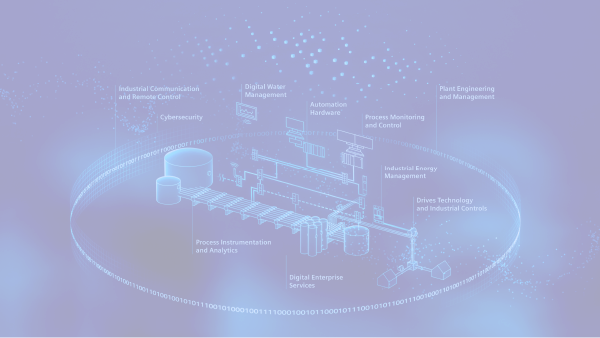 Industrial Communication
and Remote Control
Digital Water
Management
Plant Engineering
and Management
Automation
Hardware
Cybersecurity
Process Monitoring
and Control
Industrial Energy
Management
Drives Technology
and Industrial Controls
Process Instrumentation
and Analytics
Digital Enterprise
Services